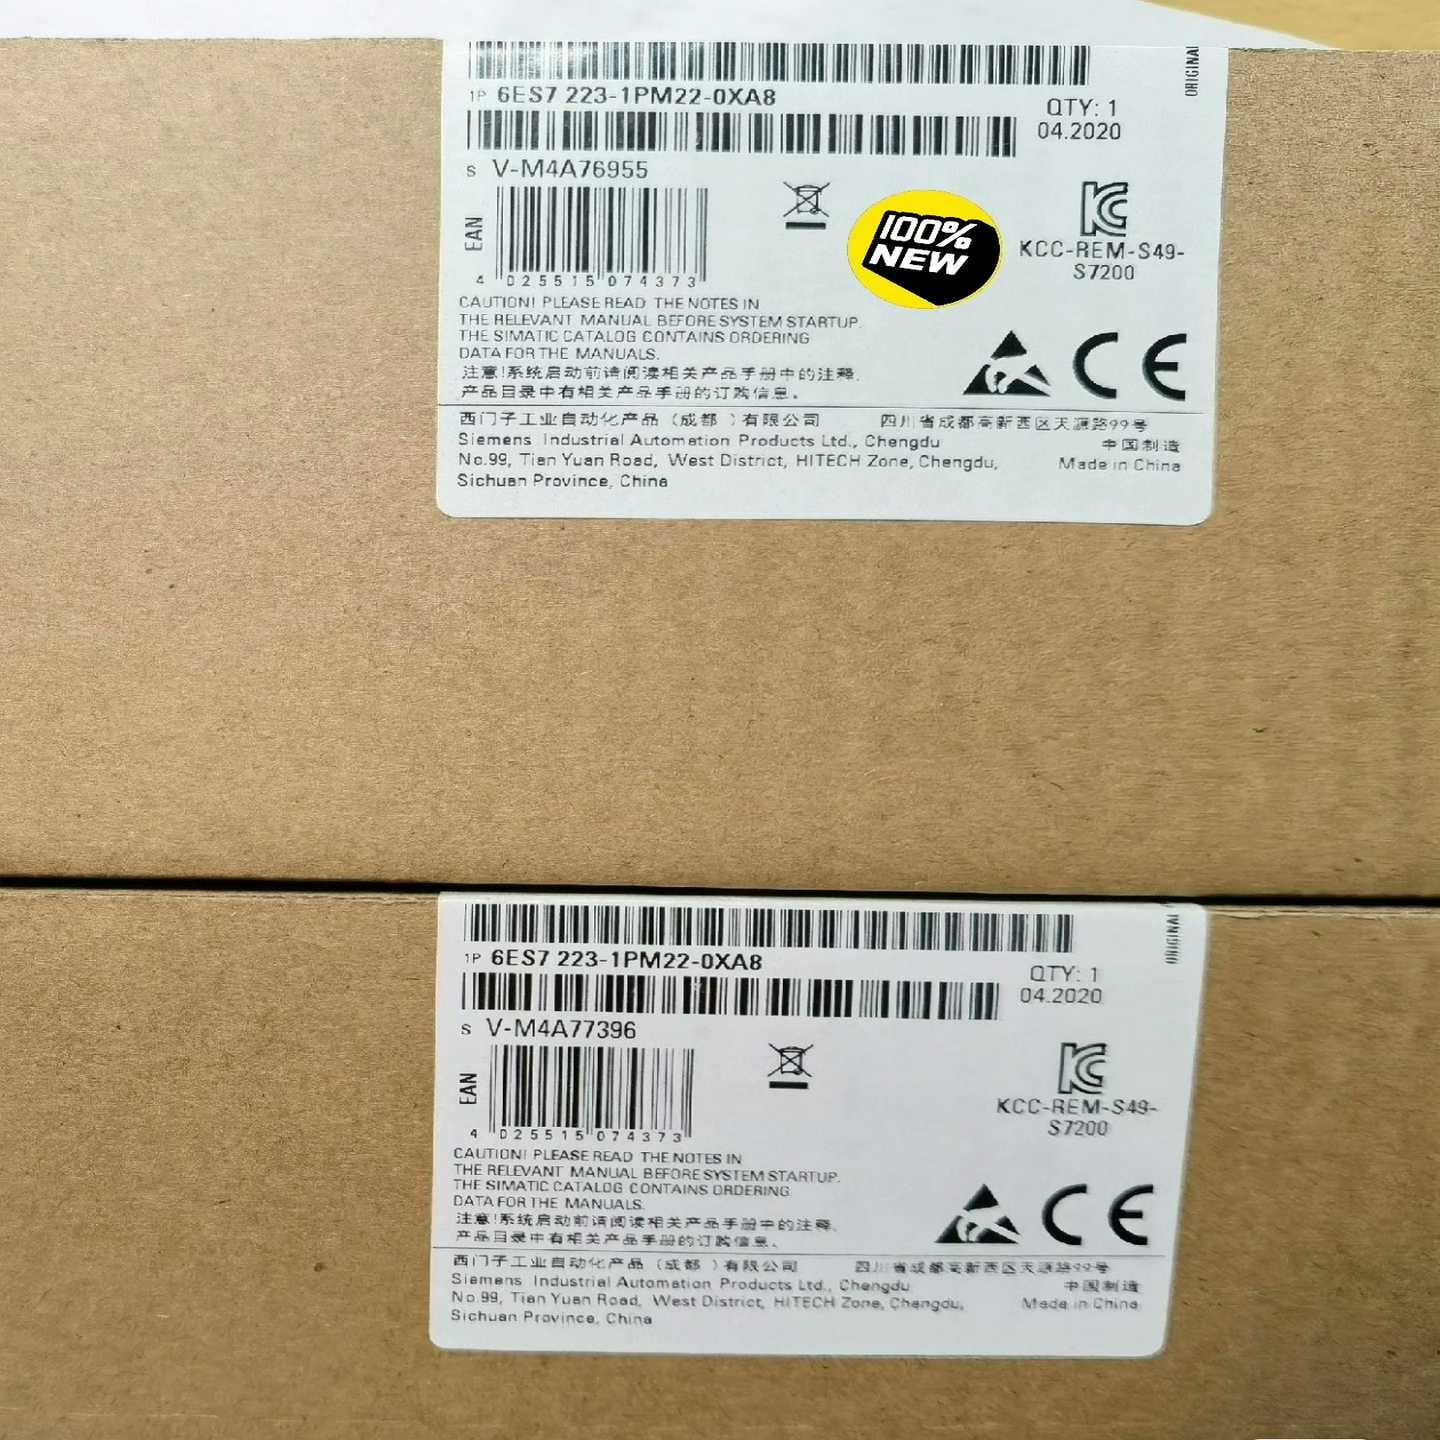 ORIGINAL
1P 6ES7 223-1PM22-0XA8
QTY: 1
04.2020
S V-M4A76955
EAN
4 025515 074373
100% NEW
KCC-REM-S49-
S7200
CAUTION! PLEASE READ THE NOTES IN
THE RELEVANT MANUAL BEFORE SYSTEM STARTUP.
THE SIMATIC CATALOG CONTAINS ORDERING
DATA FOR THE MANUALS.
注意!系统启动前请阅读相关产品手册中的注释.
产品目录中有相关产品手册的订购信息。
CE
西门子工业自动化产品（成都 ）有限公司 四川省成都高新西区天源路99号
Siemens Industrial Automation Products Ltd., Chengdu 中国制造
No.99, Tian Yuan Road, West District, HITECH Zone, Chengdu, Made in China
Sichuan Province, China
ORIGINAL
1P 6ES7 223-1PM22-0XA8
QTY: 1
04.2020
S V-M4A77396
EAN
4 025515 074373
KCC-REM-S49-
S7200
CAUTION! PLEASE READ THE NOTES IN
THE RELEVANT MANUAL BEFORE SYSTEM STARTUP.
THE SIMATIC CATALOG CONTAINS ORDERING
DATA FOR THE MANUALS.
注意!系统启动前请阅读相关产品手册中的注释.
产品目录中有相关产品手册的订购信息。
CE
西门子工业自动化产品（成都 ）有限公司 四川省成都高新西区天源路99号
Siemens Industrial Automation Products Ltd., Chengdu 中国制造
No.99, Tian Yuan Road, West District, HITECH Zone, Chengdu, Made in China
Sichuan Province, China